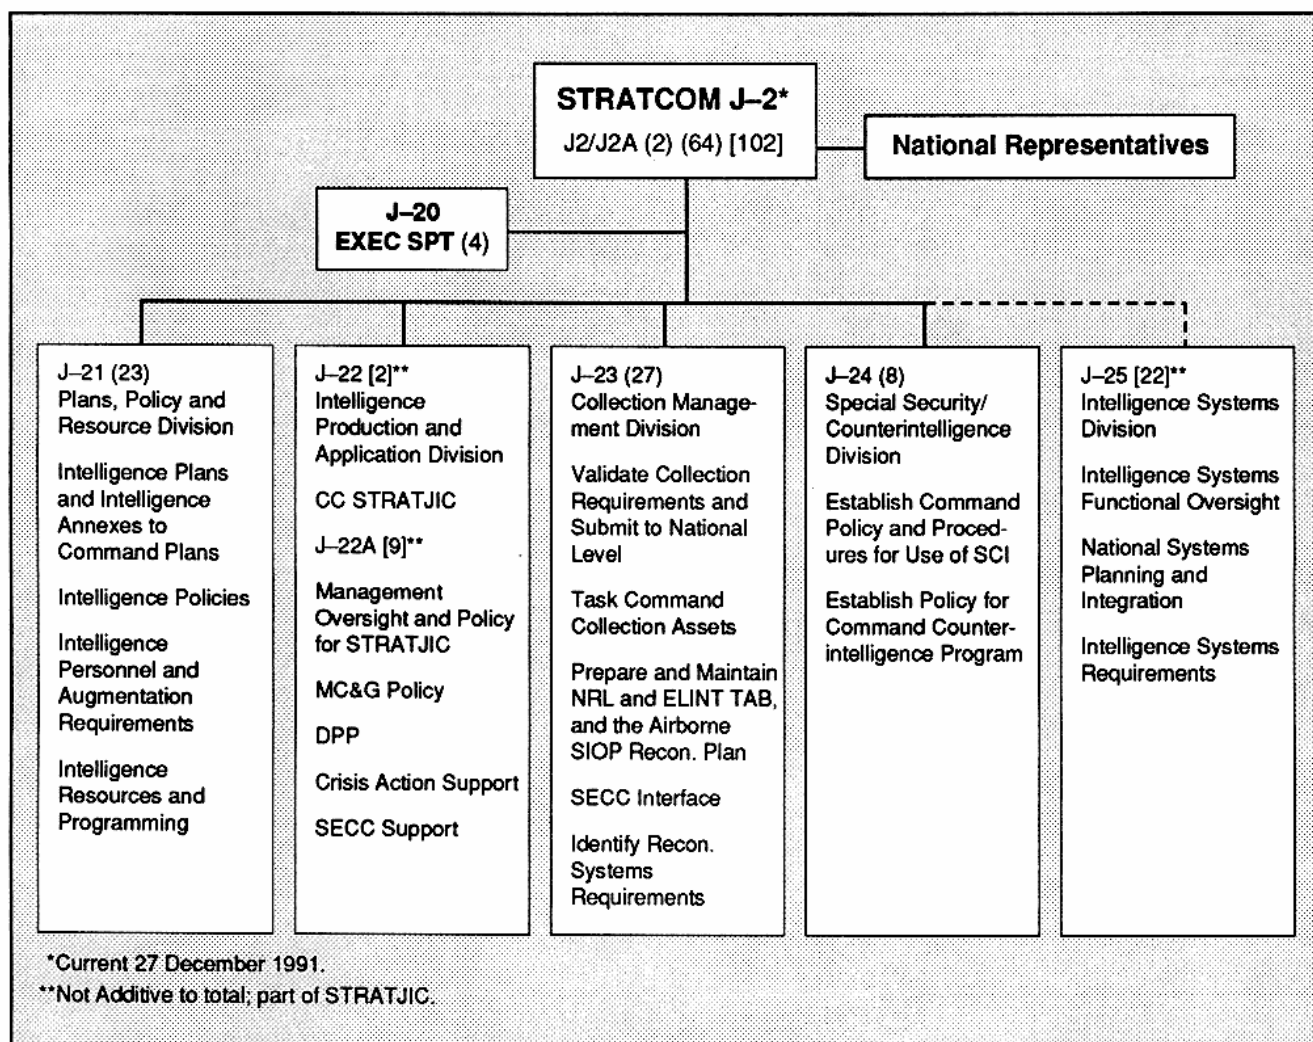 STRATCOM J–2*
J2/J2A (2) (64) [102]
National Representatives
J–20
EXEC SPT (4)
J–21 (23)
Plans, Policy and
Resource Division
Intelligence Plans
and Intelligence
Annexes to
Command Plans
Intelligence Policies
Intelligence
Personnel and
Augmentation
Requirements
Intelligence
Resources and
Programming
J–22 [2]**
Intelligence
Production and
Application Division
CC STRATJIC
J–22A [9]**
Management
Oversight and Policy
for STRATJIC
MC&G Policy
DPP
Crisis Action Support
SECC Support
J–23 (27)
Collection Manage-
ment Division
Validate Collection
Requirements and
Submit to National
Level
Task Command
Collection Assets
Prepare and Maintain
NRL and ELINT TAB,
and the Airborne
SIOP Recon. Plan
SECC Interface
Identify Recon.
Systems
Requirements
J–24 (8)
Special Security/
Counterintelligence
Division
Establish Command
Policy and Proced-
ures for Use of SCI
Establish Policy for
Command Counter-
intelligence Program
J–25 [22]**
Intelligence Systems
Division
Intelligence Systems
Functional Oversight
National Systems
Planning and
Integration
Intelligence Systems
Requirements
*Current 27 December 1991.
**Not Additive to total; part of STRATJIC.